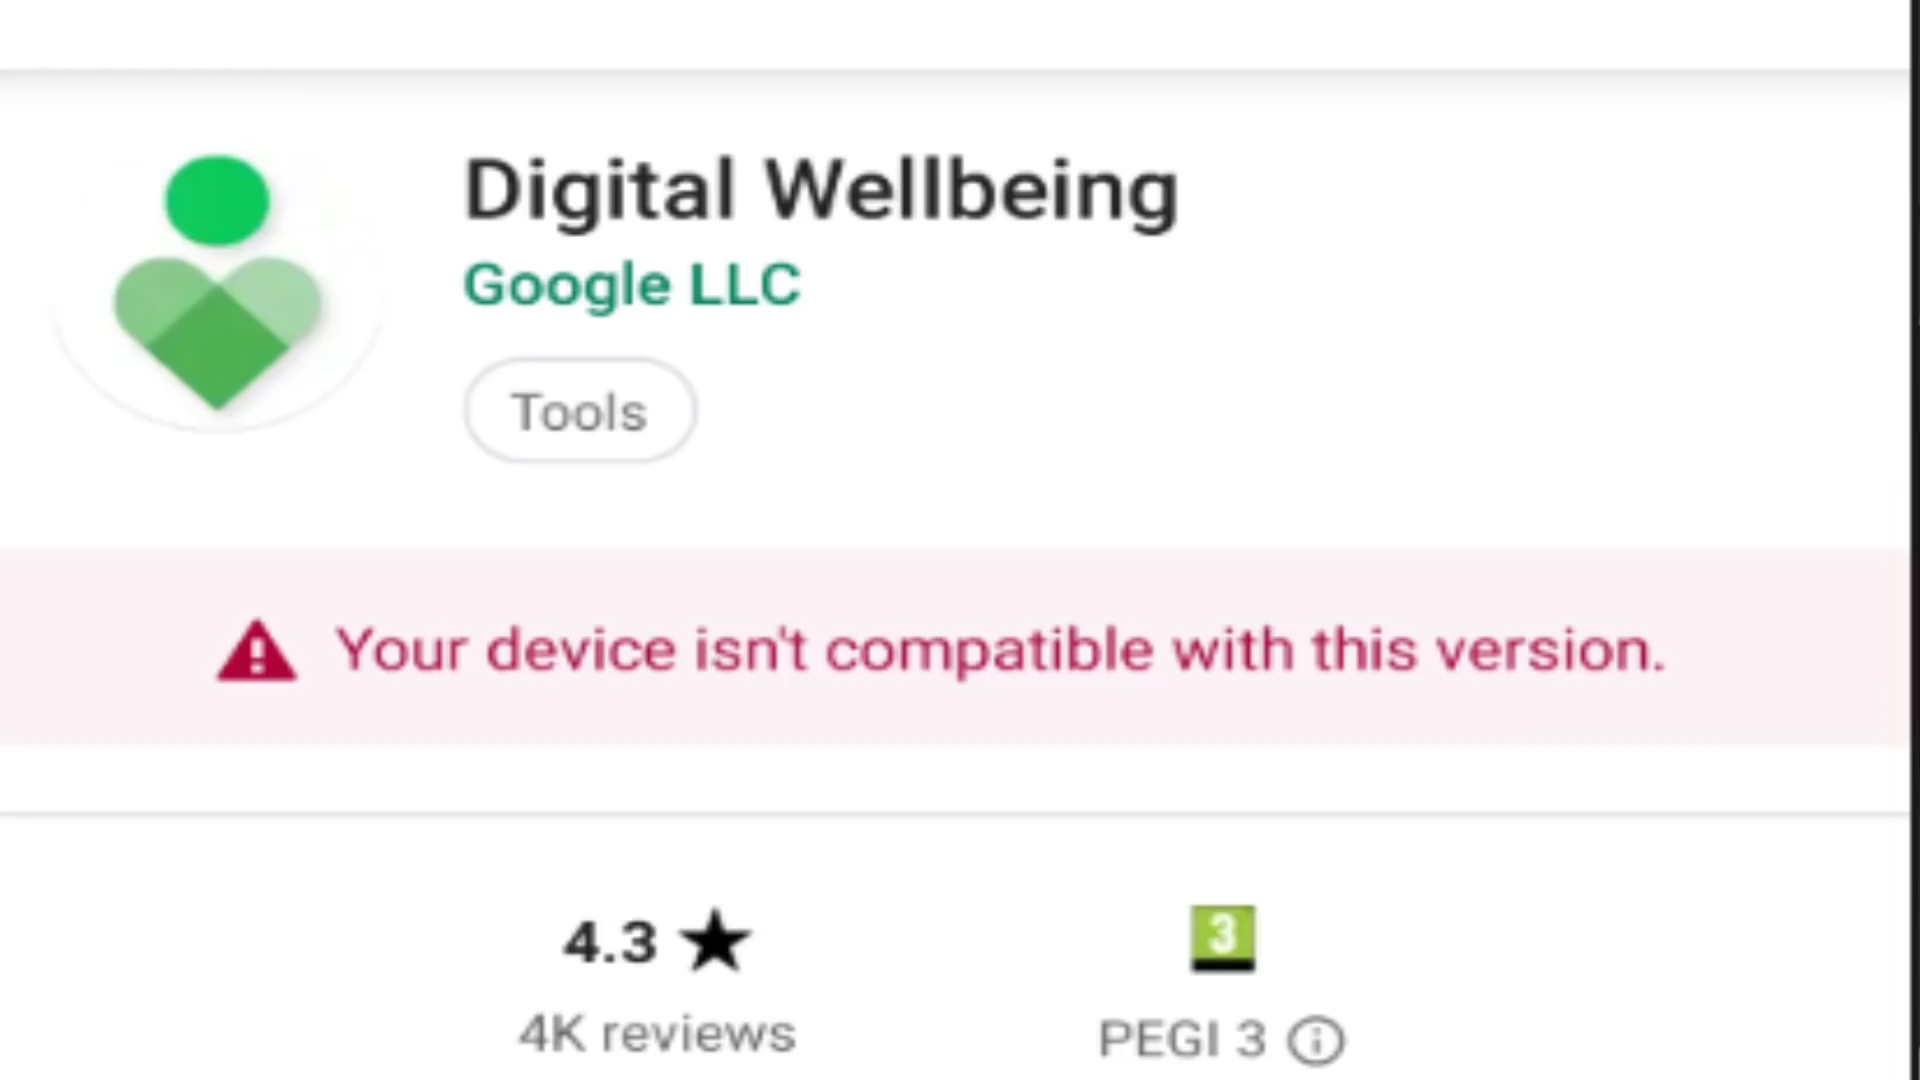 Digital Wellbeing
Google LLC
Tools
Your device isn't compatible with this version.
4.3 ★
3
4K reviews
PEGI 3